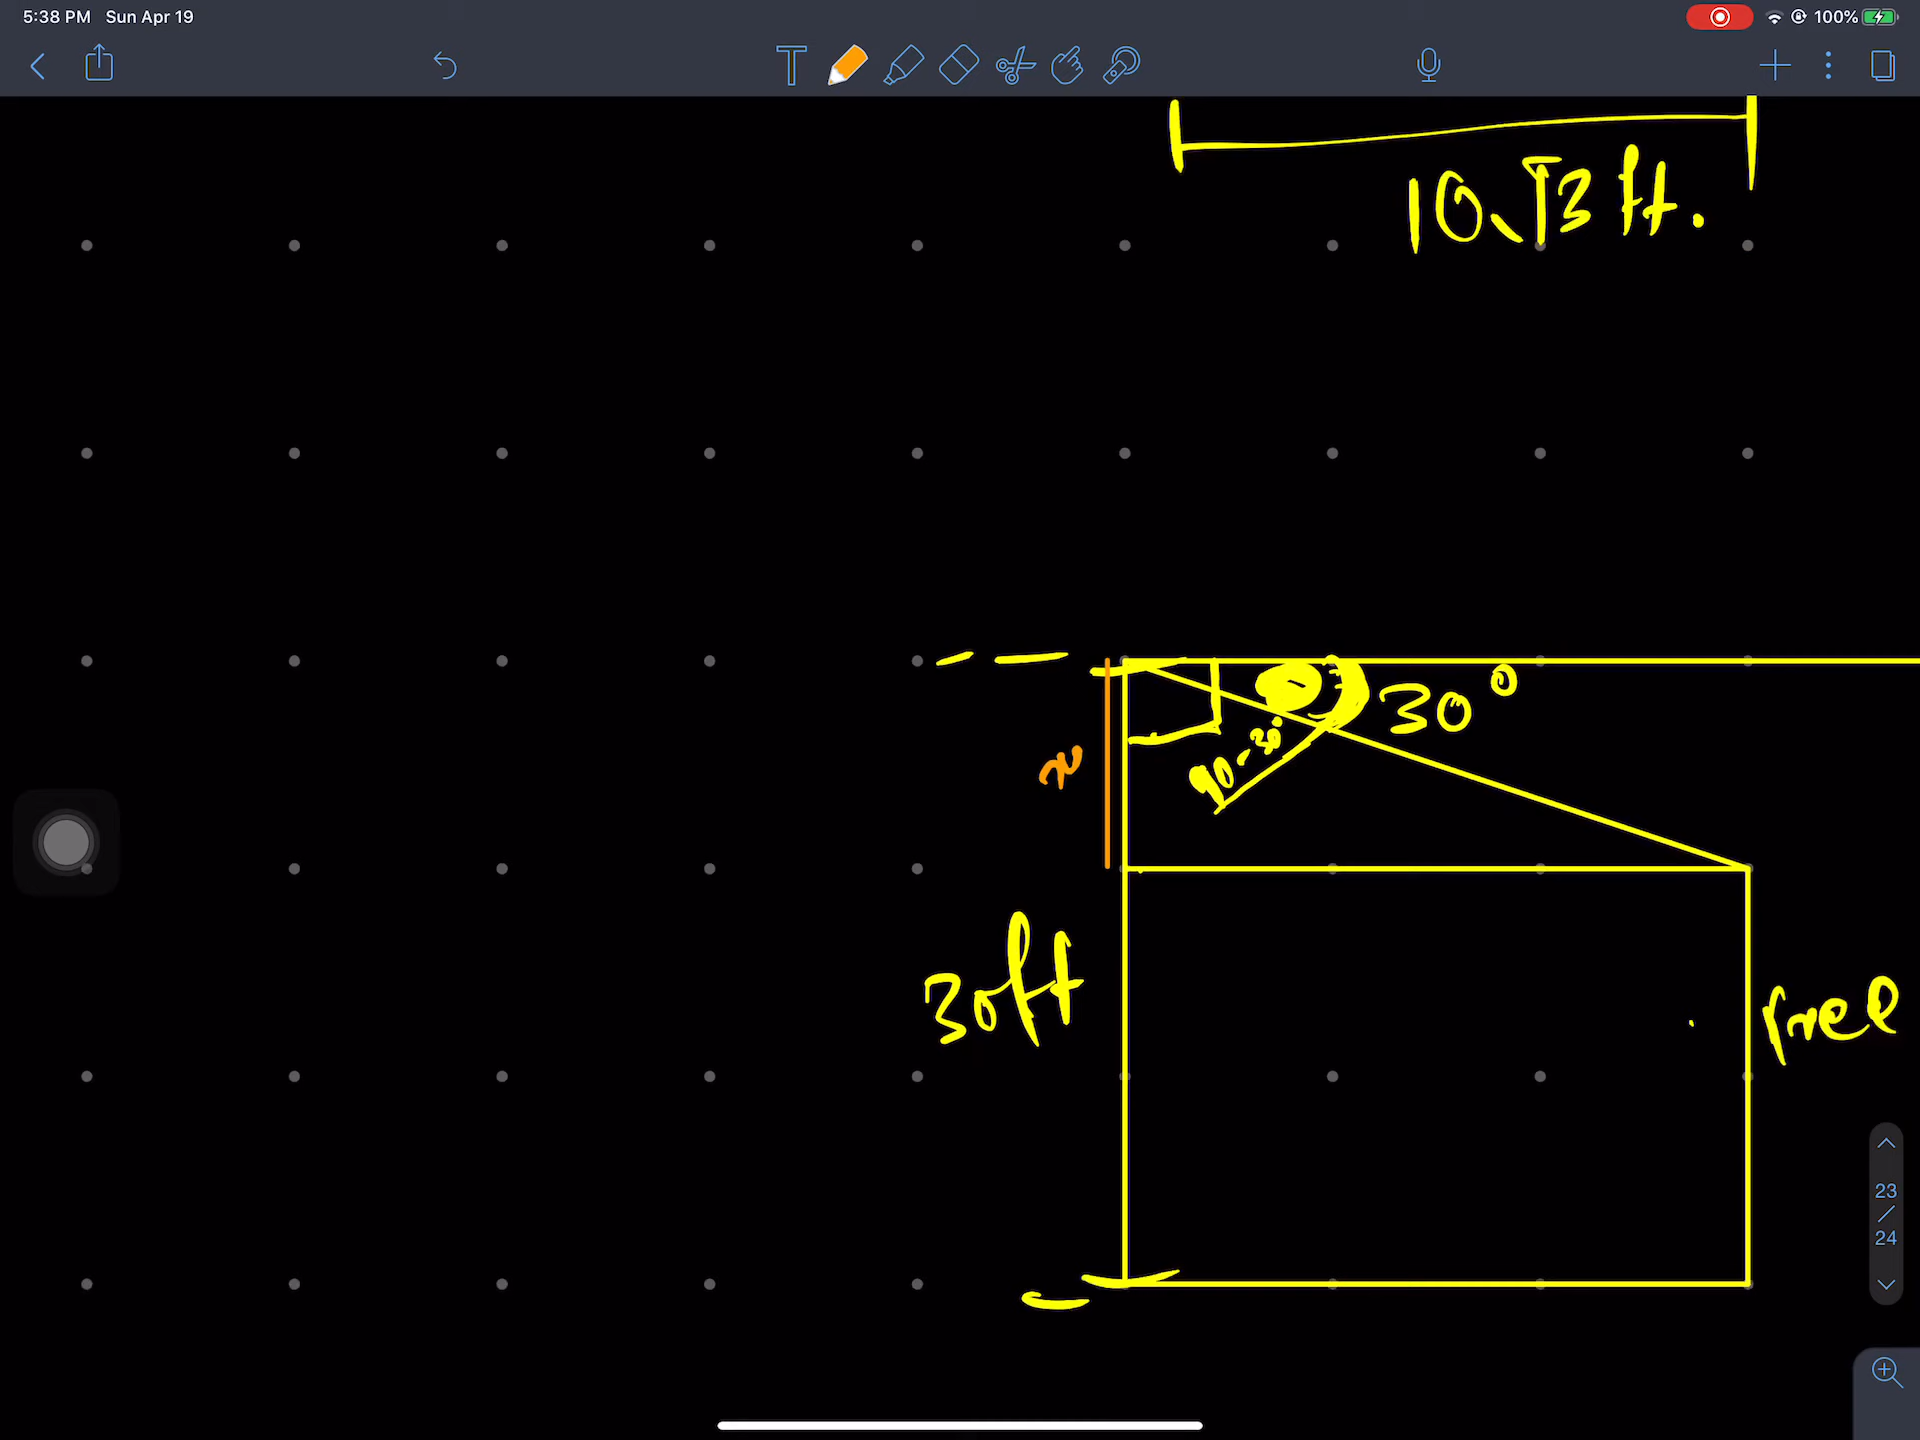 5:38 PM Sun Apr 19
100%
T
10√3 ft.
30°
90-30°
x
30ft
free
23
/
24